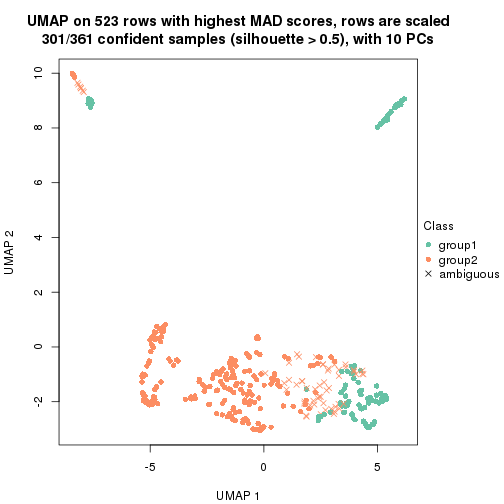 UMAP on 523 rows with highest MAD scores, rows are scaled
301/361 confident samples (silhouette > 0.5), with 10 PCs
10
8
6
4
2
0
-2
UMAP 2
-5
0
5
UMAP 1
Class
group1
group2
ambiguous